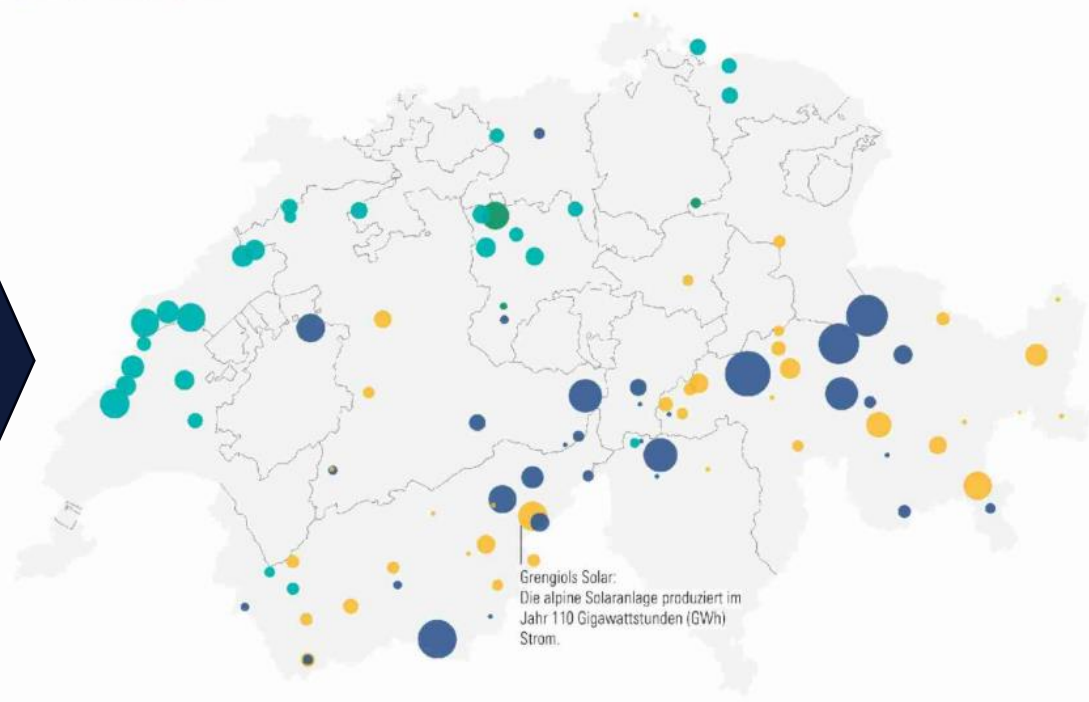 Grengiols Solar:
Die alpine Solaranlage produziert im
Jahr 110 Gigawattstunden (GWh)
Strom.